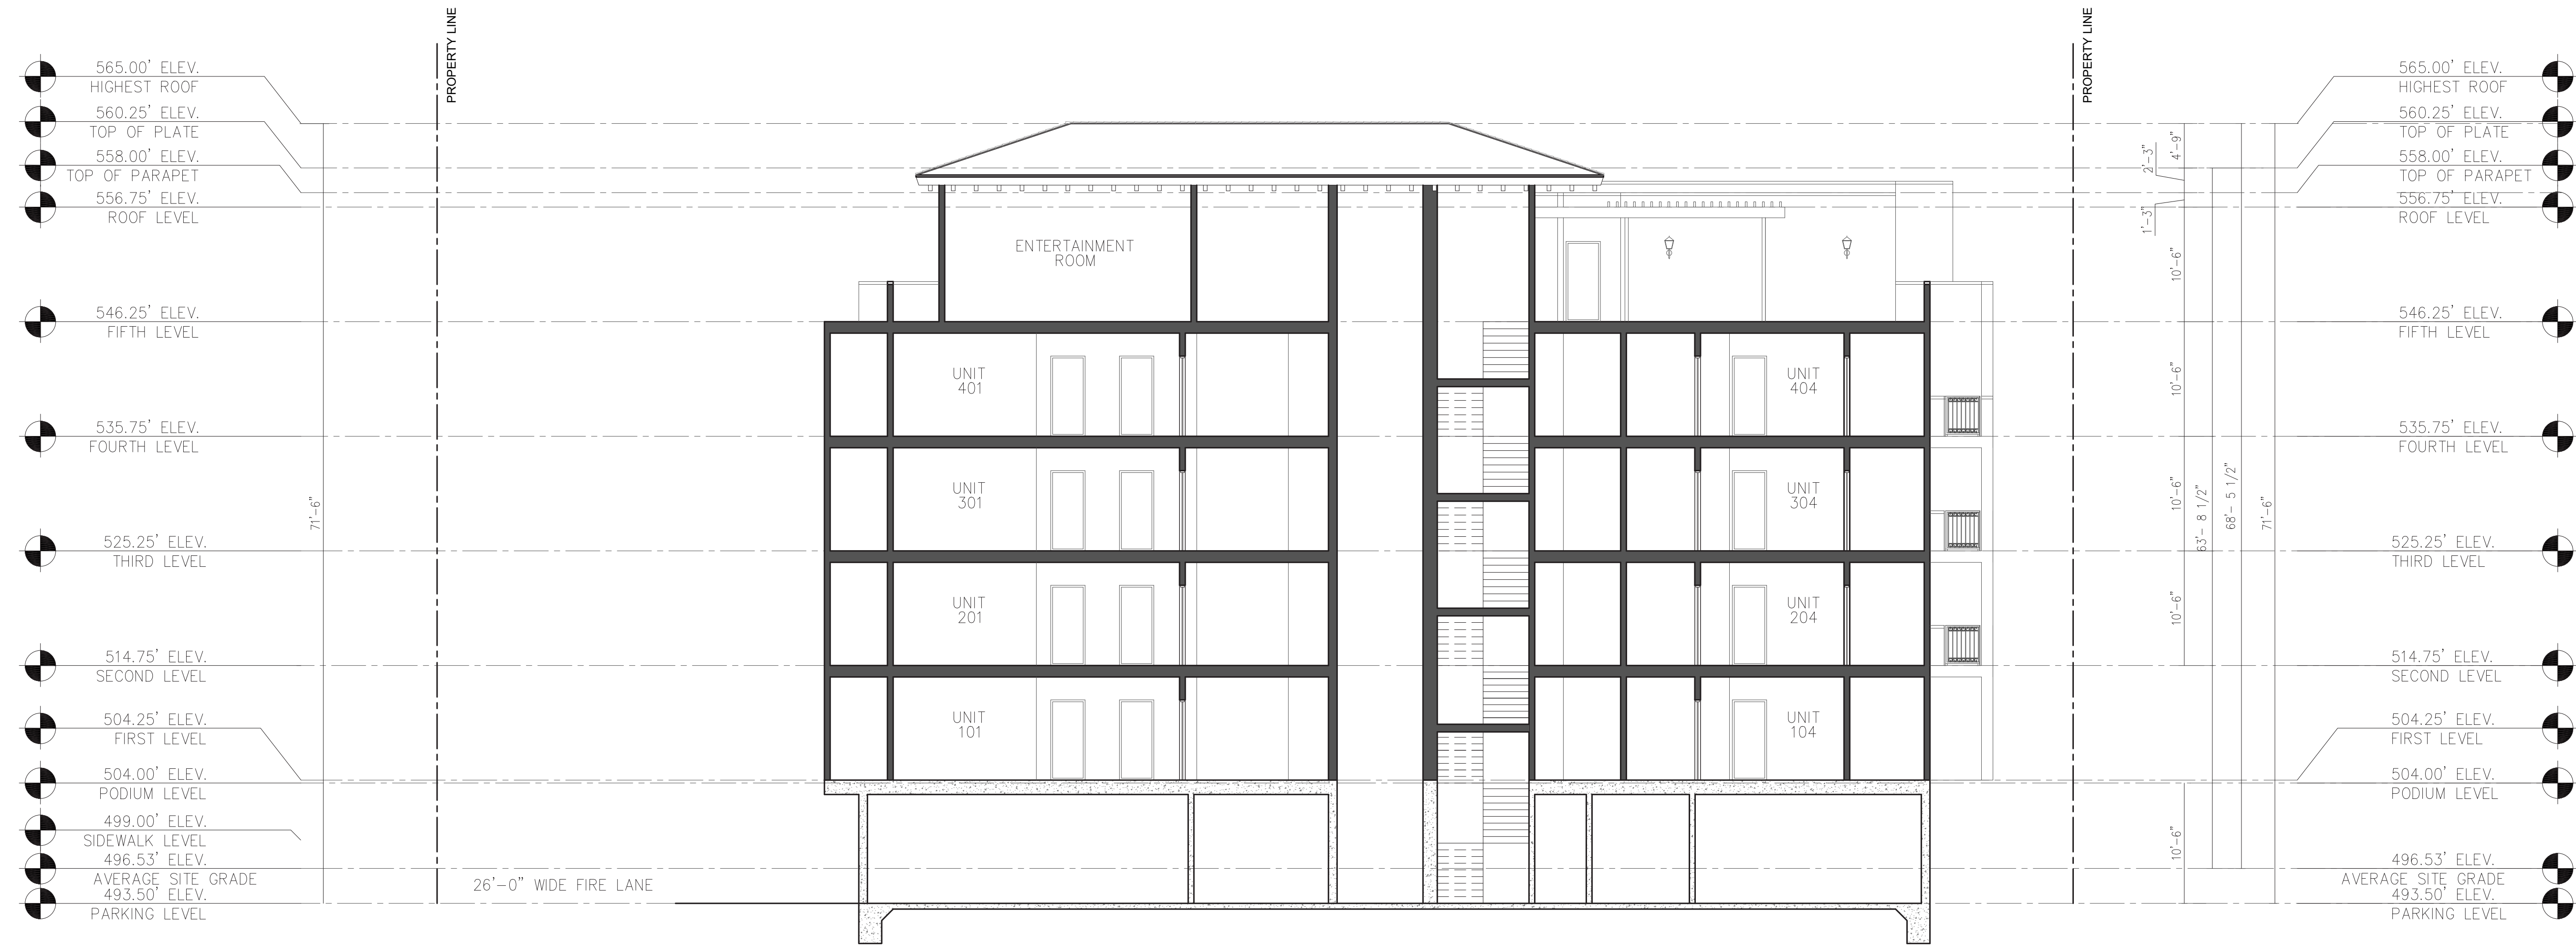 PROPERTY LINE
PROPERTY LINE
565.00' ELEV.
HIGHEST ROOF
560.25' ELEV.
TOP OF PLATE
558.00' ELEV.
TOP OF PARAPET
556.75' ELEV.
ROOF LEVEL
546.25' ELEV.
FIFTH LEVEL
535.75' ELEV.
FOURTH LEVEL
525.25' ELEV.
THIRD LEVEL
514.75' ELEV.
SECOND LEVEL
504.25' ELEV.
FIRST LEVEL
504.00' ELEV.
PODIUM LEVEL
499.00' ELEV.
SIDEWALK LEVEL
496.53' ELEV.
AVERAGE SITE GRADE
493.50' ELEV.
PARKING LEVEL
71'-6"
26'-0" WIDE FIRE LANE
ENTERTAINMENT
ROOM
UNIT
401
UNIT
404
UNIT
301
UNIT
304
UNIT
201
UNIT
204
UNIT
101
UNIT
104
2'-3"
4'-9"
1'-3"
10'-6"
10'-6"
10'-6"
10'-6"
10'-6"
63'- 8 1/2"
68'- 5 1/2"
71'-6"
565.00' ELEV.
HIGHEST ROOF
560.25' ELEV.
TOP OF PLATE
558.00' ELEV.
TOP OF PARAPET
556.75' ELEV.
ROOF LEVEL
546.25' ELEV.
FIFTH LEVEL
535.75' ELEV.
FOURTH LEVEL
525.25' ELEV.
THIRD LEVEL
514.75' ELEV.
SECOND LEVEL
504.25' ELEV.
FIRST LEVEL
504.00' ELEV.
PODIUM LEVEL
496.53' ELEV.
AVERAGE SITE GRADE
493.50' ELEV.
PARKING LEVEL